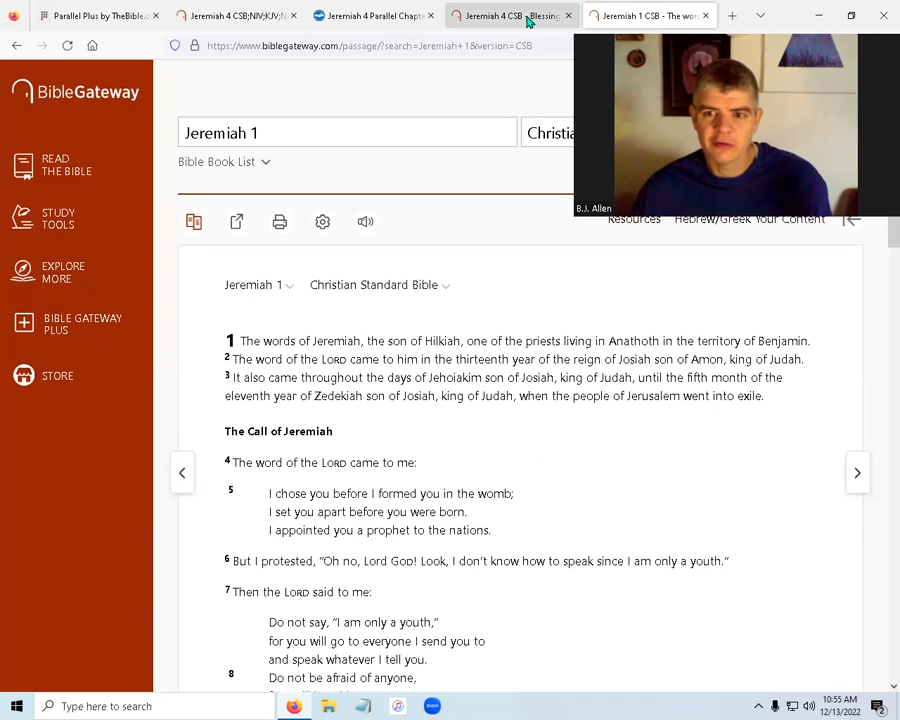 Parallel Plus by TheBible.o
Jeremiah 4 CSB;NIV;KJV;N
Jeremiah 4 Parallel Chapte
Jeremiah 4 CSB - Blessing
Jeremiah 1 CSB - The wor
https://www.biblegateway.com/passage/?search=Jeremiah+1&version=CSB
BibleGateway
READ
THE BIBLE
STUDY
TOOLS
EXPLORE
MORE
BIBLE GATEWAY
PLUS
STORE
Jeremiah 1
Christia
Bible Book List
B.J. Allen
Resources Hebrew/Greek Your Content
Jeremiah 1 Christian Standard Bible
1 The words of Jeremiah, the son of Hilkiah, one of the priests living in Anathoth in the territory of Benjamin.
2 The word of the LORD came to him in the thirteenth year of the reign of Josiah son of Amon, king of Judah.
3 It also came throughout the days of Jehoiakim son of Josiah, king of Judah, until the fifth month of the
eleventh year of Zedekiah son of Josiah, king of Judah, when the people of Jerusalem went into exile.
The Call of Jeremiah
4 The word of the LORD came to me:
5 I chose you before I formed you in the womb;
I set you apart before you were born.
I appointed you a prophet to the nations.
6 But I protested, “Oh no, Lord GOD! Look, I don’t know how to speak since I am only a youth.”
7 Then the LORD said to me:
Do not say, “I am only a youth,”
for you will go to everyone I send you to
and speak whatever I tell you.
8 Do not be afraid of anyone,
Type here to search
10:55 AM
12/13/2022
2